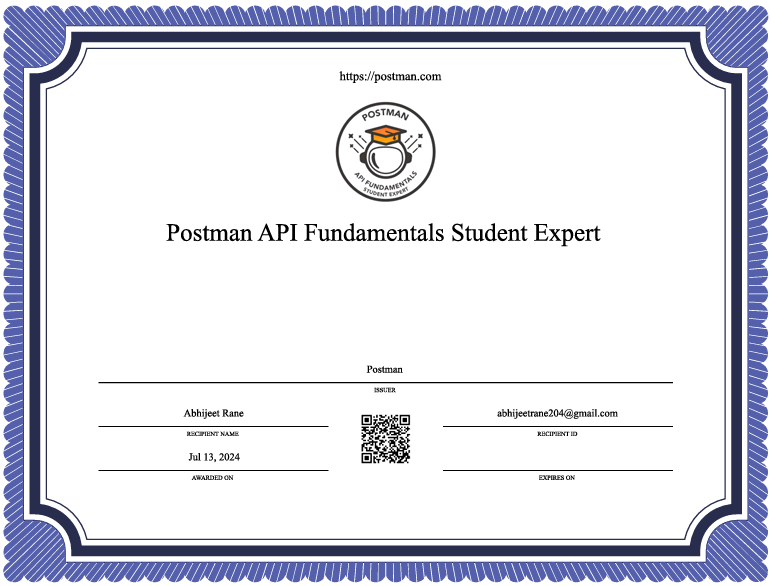 https://postman.com
POSTMAN
API FUNDAMENTALS
STUDENT EXPERT
Postman API Fundamentals Student Expert
Postman
ISSUER
Abhijeet Rane
abhijeetrane204@gmail.com
RECIPIENT NAME
RECIPIENT ID
Jul 13, 2024
AWARDED ON
EXPIRES ON